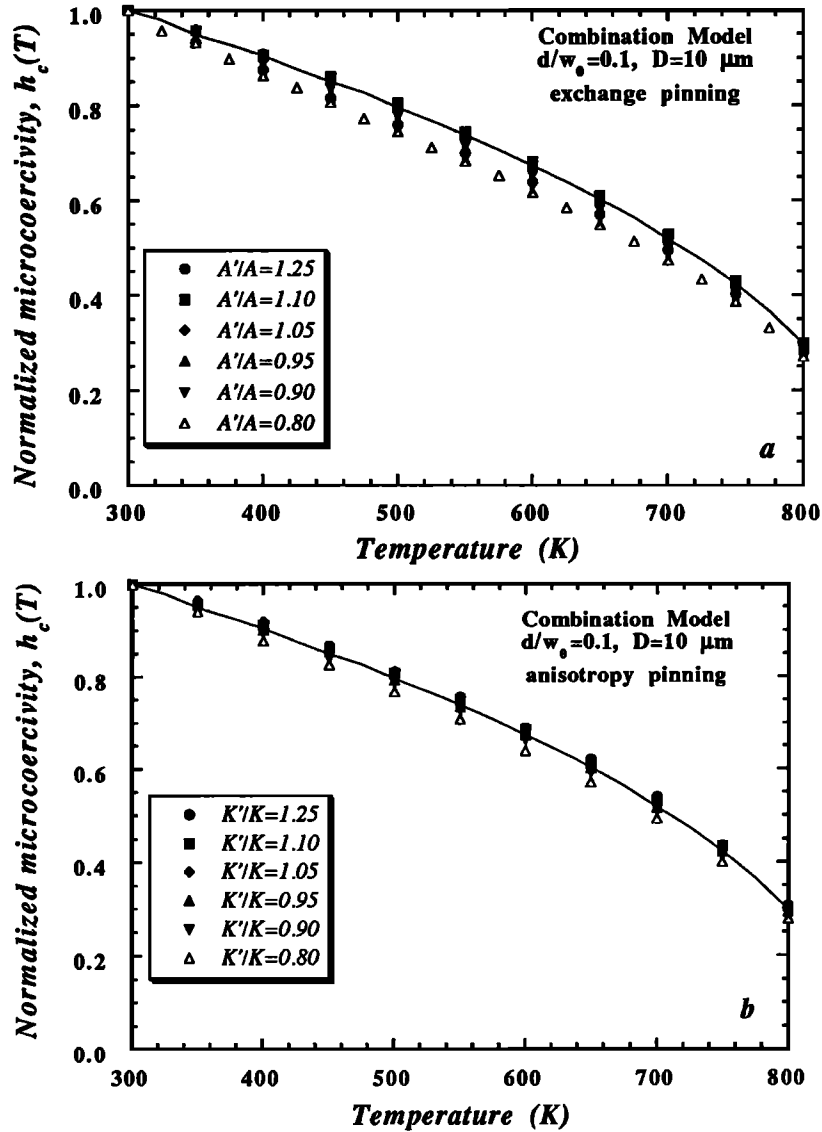 Normalized microcoercivity, h_c(T)
1.0
0.8
0.6
0.4
0.2
0.0
Combination Model
d/w_0=0.1, D=10 μm
exchange pinning
A'/A=1.25
A'/A=1.10
A'/A=1.05
A'/A=0.95
A'/A=0.90
A'/A=0.80
a
300 400 500 600 700 800
Temperature (K)
Normalized microcoercivity, h_c(T)
1.0
0.8
0.6
0.4
0.2
0.0
Combination Model
d/w_0=0.1, D=10 μm
anisotropy pinning
K'/K=1.25
K'/K=1.10
K'/K=1.05
K'/K=0.95
K'/K=0.90
K'/K=0.80
b
300 400 500 600 700 800
Temperature (K)